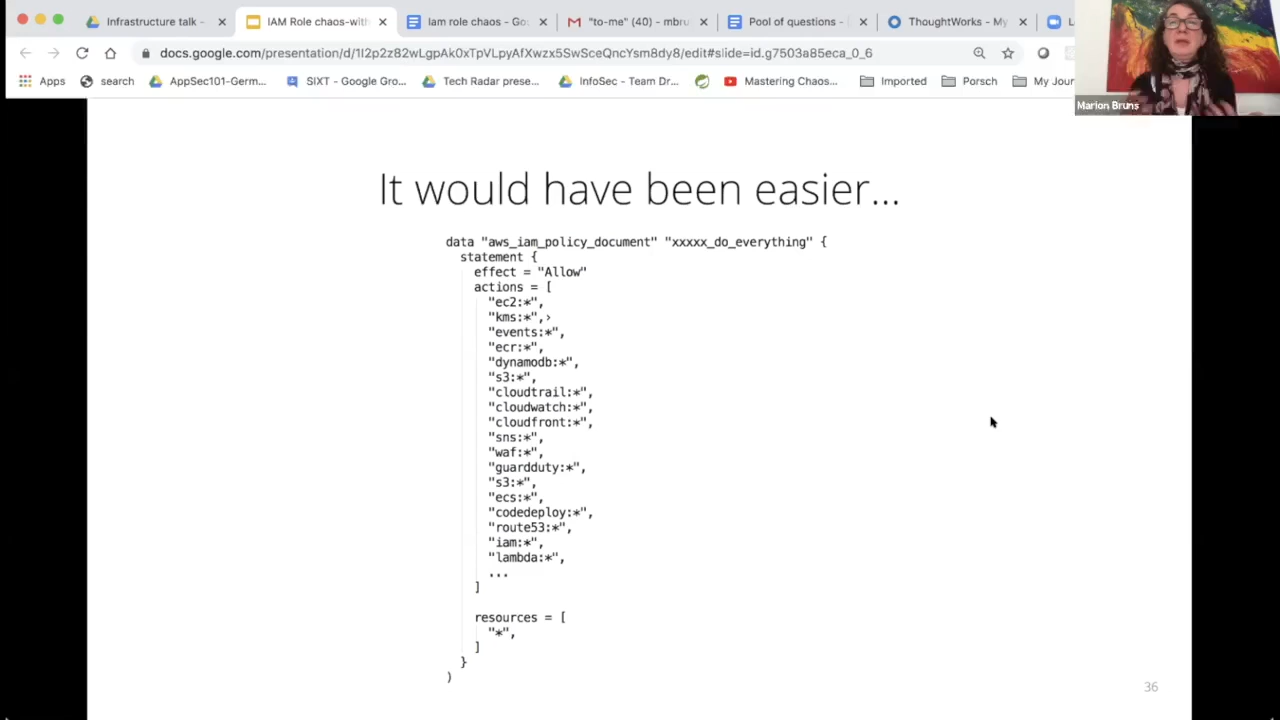 Infrastructure talk -
IAM Role chaos-with
Iam role chaos - Go
"to-me" (40) - mbru
Pool of questions -
ThoughtWorks - My
docs.google.com/presentation/d/1I2p2z82wLgpAk0xTpVLpyAfXwzx5SwSceQncYsm8dy8/edit#slide=id.g7503a85eca_0_6
Apps
search
AppSec101-Germ...
SIXT - Google Gro...
Tech Radar prese...
InfoSec - Team Dr...
Mastering Chaos...
Imported
Porsch
My Jour
Marion Bruns
It would have been easier...
data "aws_iam_policy_document" "xxxxx_do_everything" {
statement {
effect = "Allow"
actions = [
"ec2:*",
"kms:*",›
"events:*",
"ecr:*",
"dynamodb:*",
"s3:*",
"cloudtrail:*",
"cloudwatch:*",
"cloudfront:*",
"sns:*",
"waf:*",
"guardduty:*",
"s3:*",
"ecs:*",
"codedeploy:*",
"route53:*",
"iam:*",
"lambda:*",
...
]
resources = [
"*",
]
}
)
36